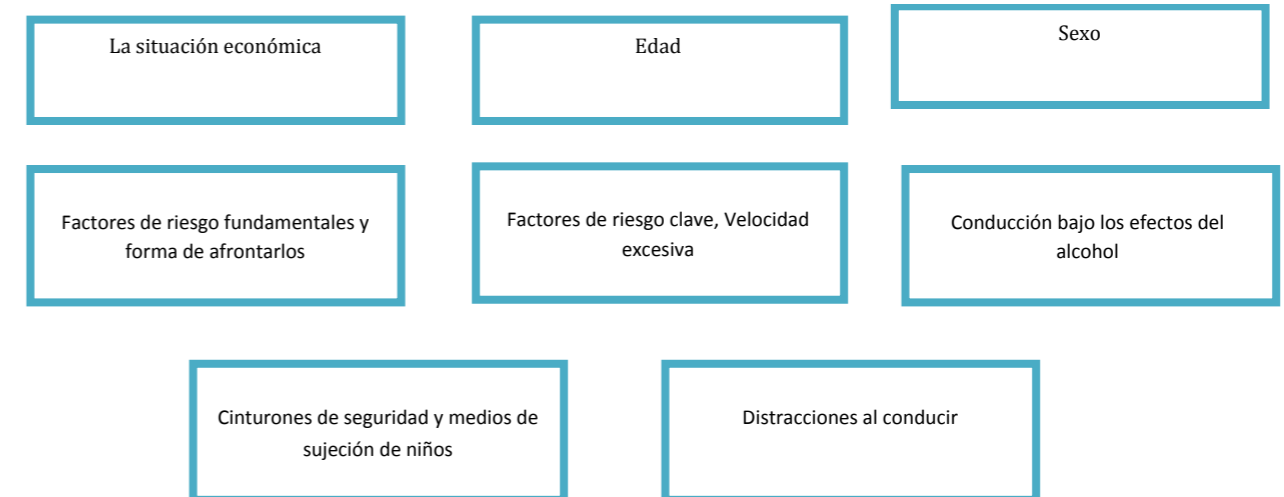 La situación económica
Edad
Sexo
Factores de riesgo fundamentales y
forma de afrontarlos
Factores de riesgo clave, Velocidad
excesiva
Conducción bajo los efectos del
alcohol
Cinturones de seguridad y medios de
sujeción de niños
Distracciones al conducir